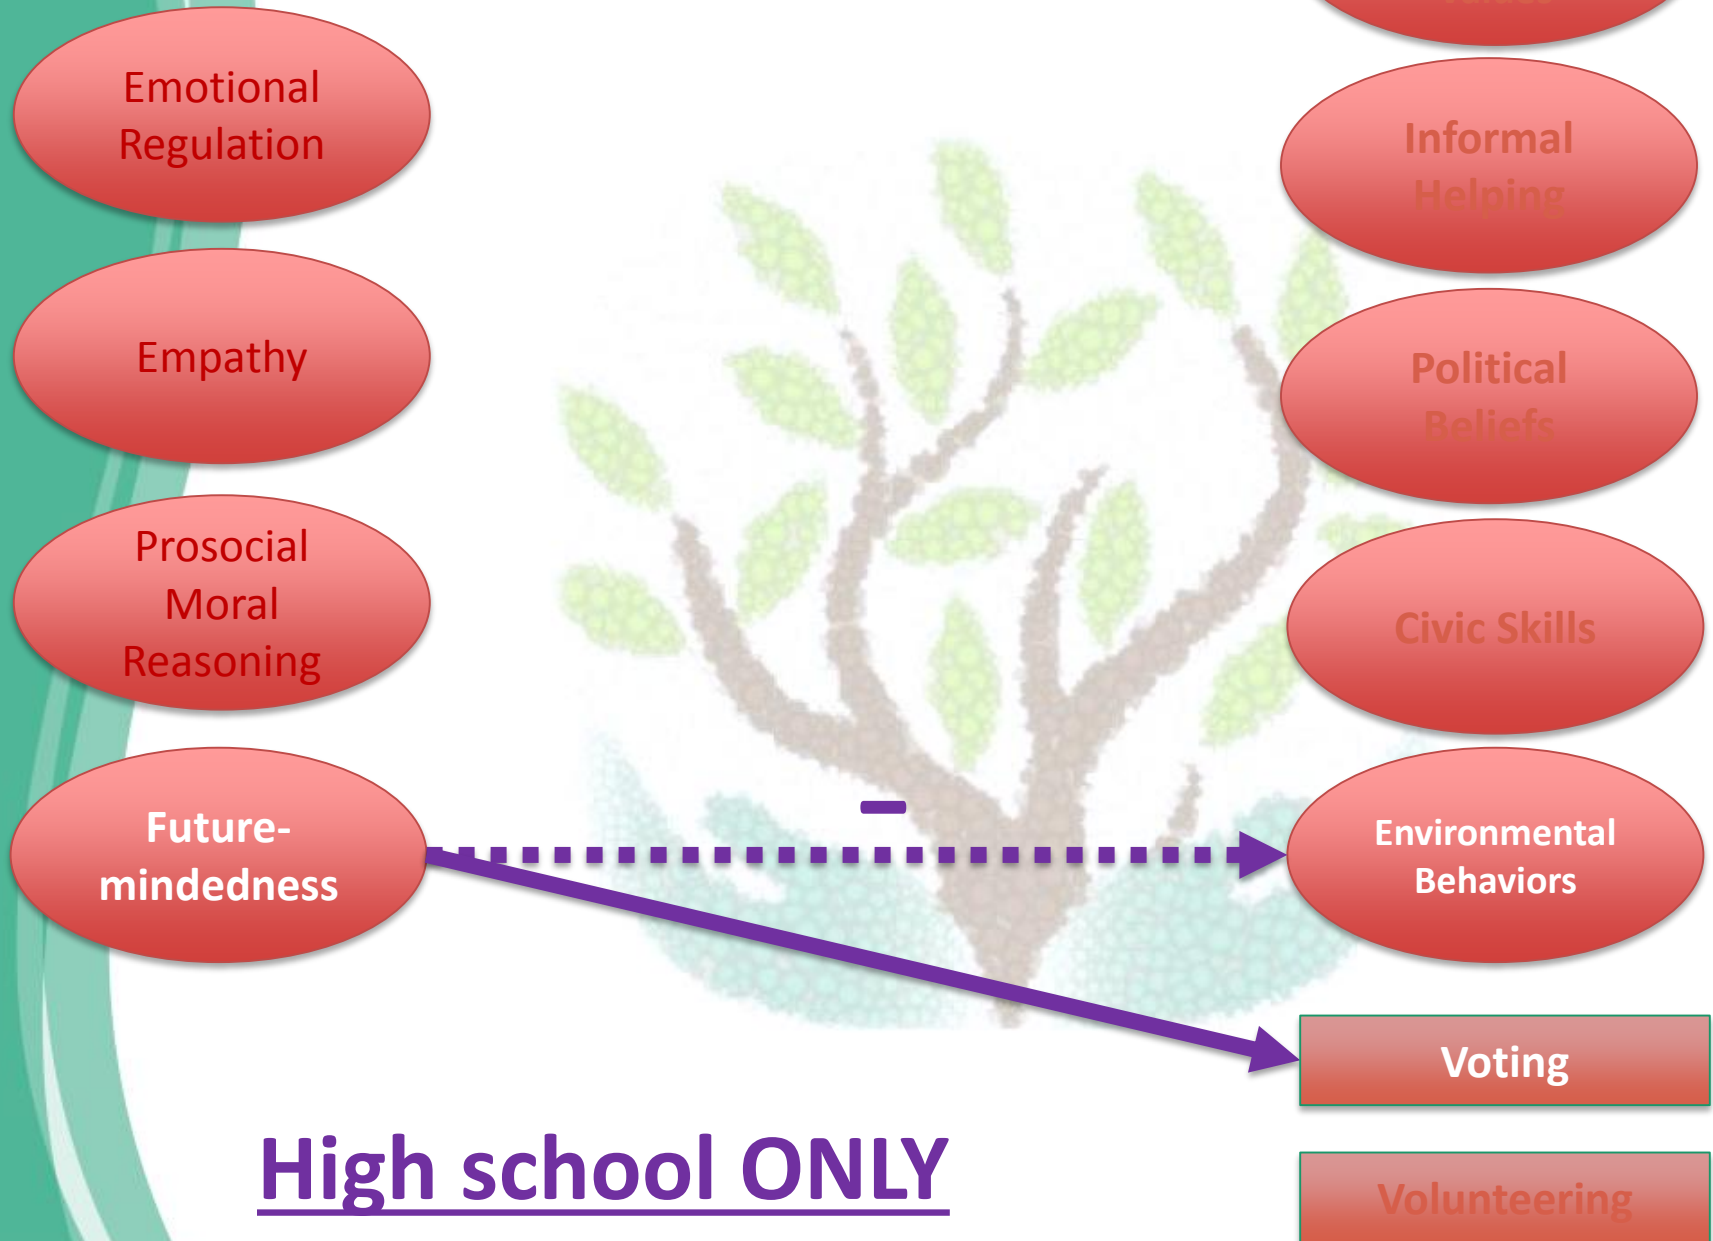 Emotional
Regulation
Empathy
Prosocial
Moral
Reasoning
Future-
mindedness
Informal
Helping
Political
Beliefs
Civic Skills
Environmental
Behaviors
Voting
Volunteering
-
High school ONLY